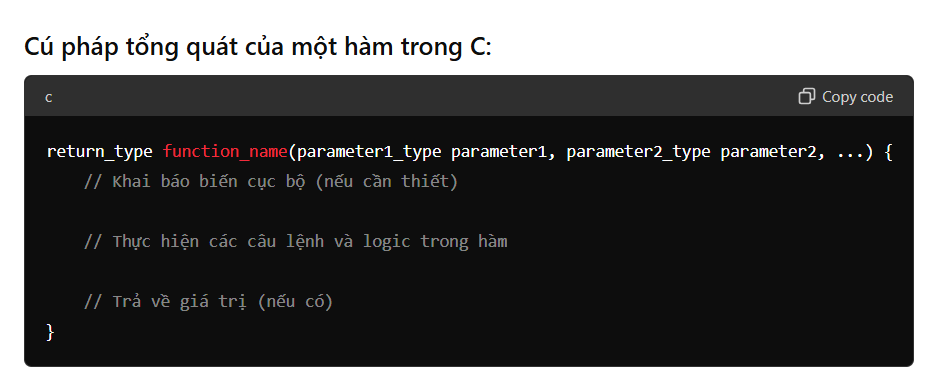 Cú pháp tổng quát của một hàm trong C:
c
Copy code
return_type function_name(parameter1_type parameter1, parameter2_type parameter2, ...) {
// Khai báo biến cục bộ (nếu cần thiết)
// Thực hiện các câu lệnh và logic trong hàm
// Trả về giá trị (nếu có)
}